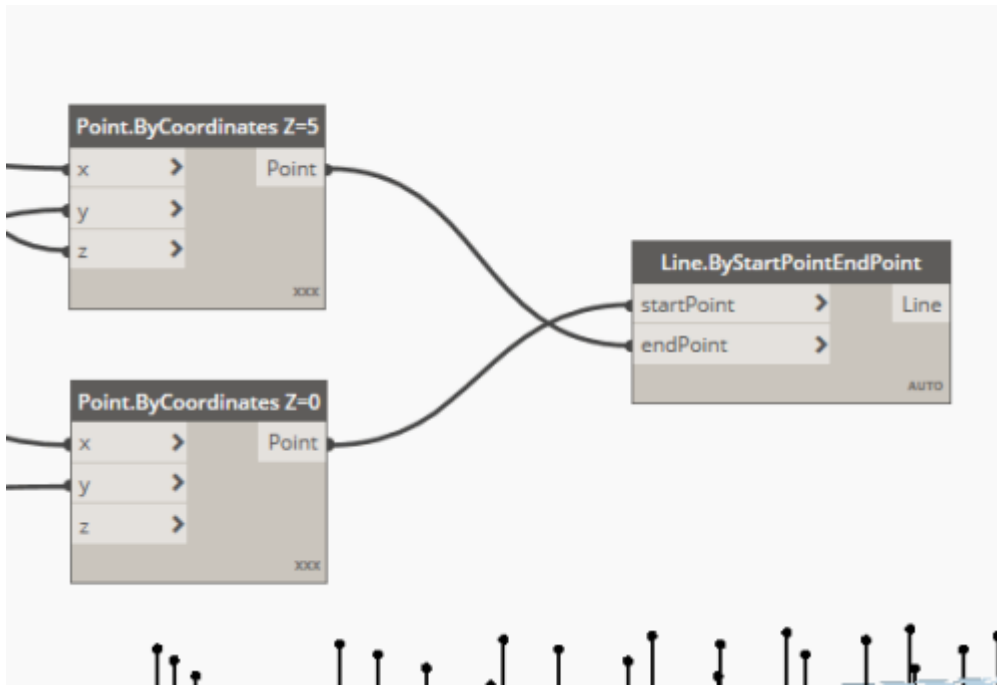 Point.ByCoordinates Z=5
x >
Point
y >
z >
xxx
Line.ByStartPointEndPoint
startPoint >
Line
endPoint >
AUTO
Point.ByCoordinates Z=0
x >
Point
y >
z >
xxx